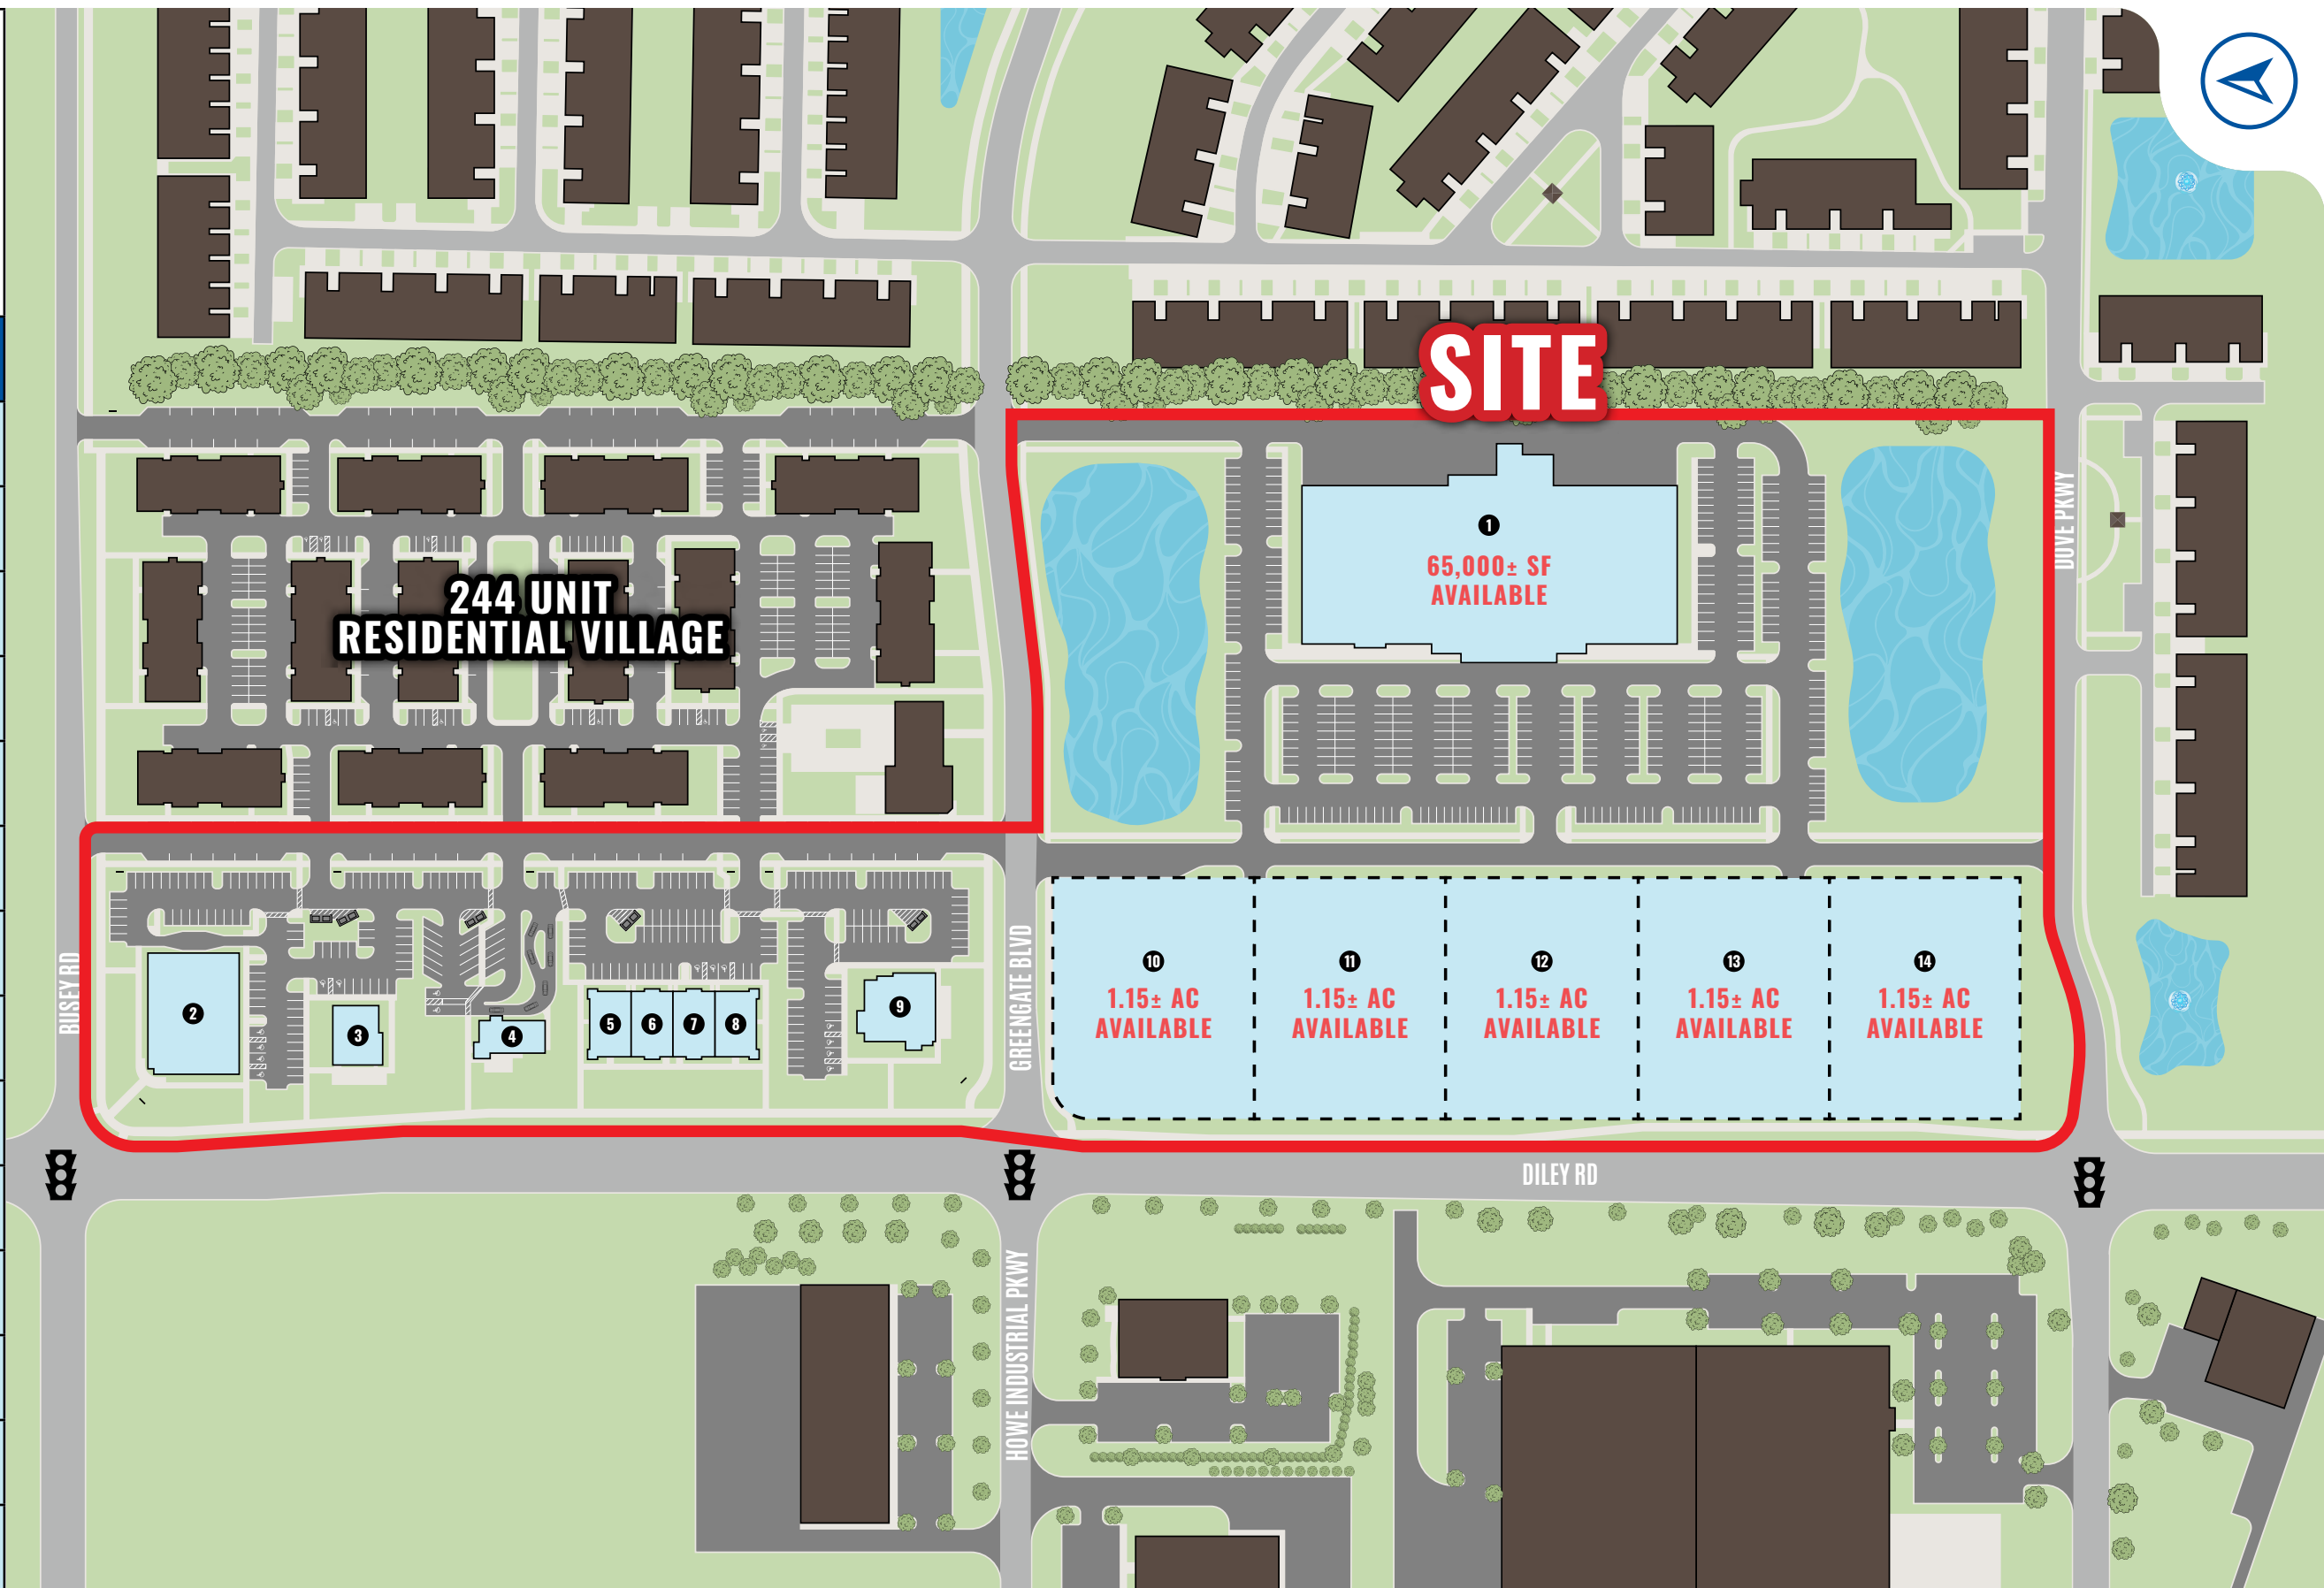 SITE
DOVE PKWY
1
65,000± SF
AVAILABLE
244 UNIT
RESIDENTIAL VILLAGE
BUSEY RD
GREENGATE BLVD
2
3
4
5
6
7
8
9
10
1.15± AC
AVAILABLE
11
1.15± AC
AVAILABLE
12
1.15± AC
AVAILABLE
13
1.15± AC
AVAILABLE
14
1.15± AC
AVAILABLE
DILEY RD
HOWE INDUSTRIAL PKWY